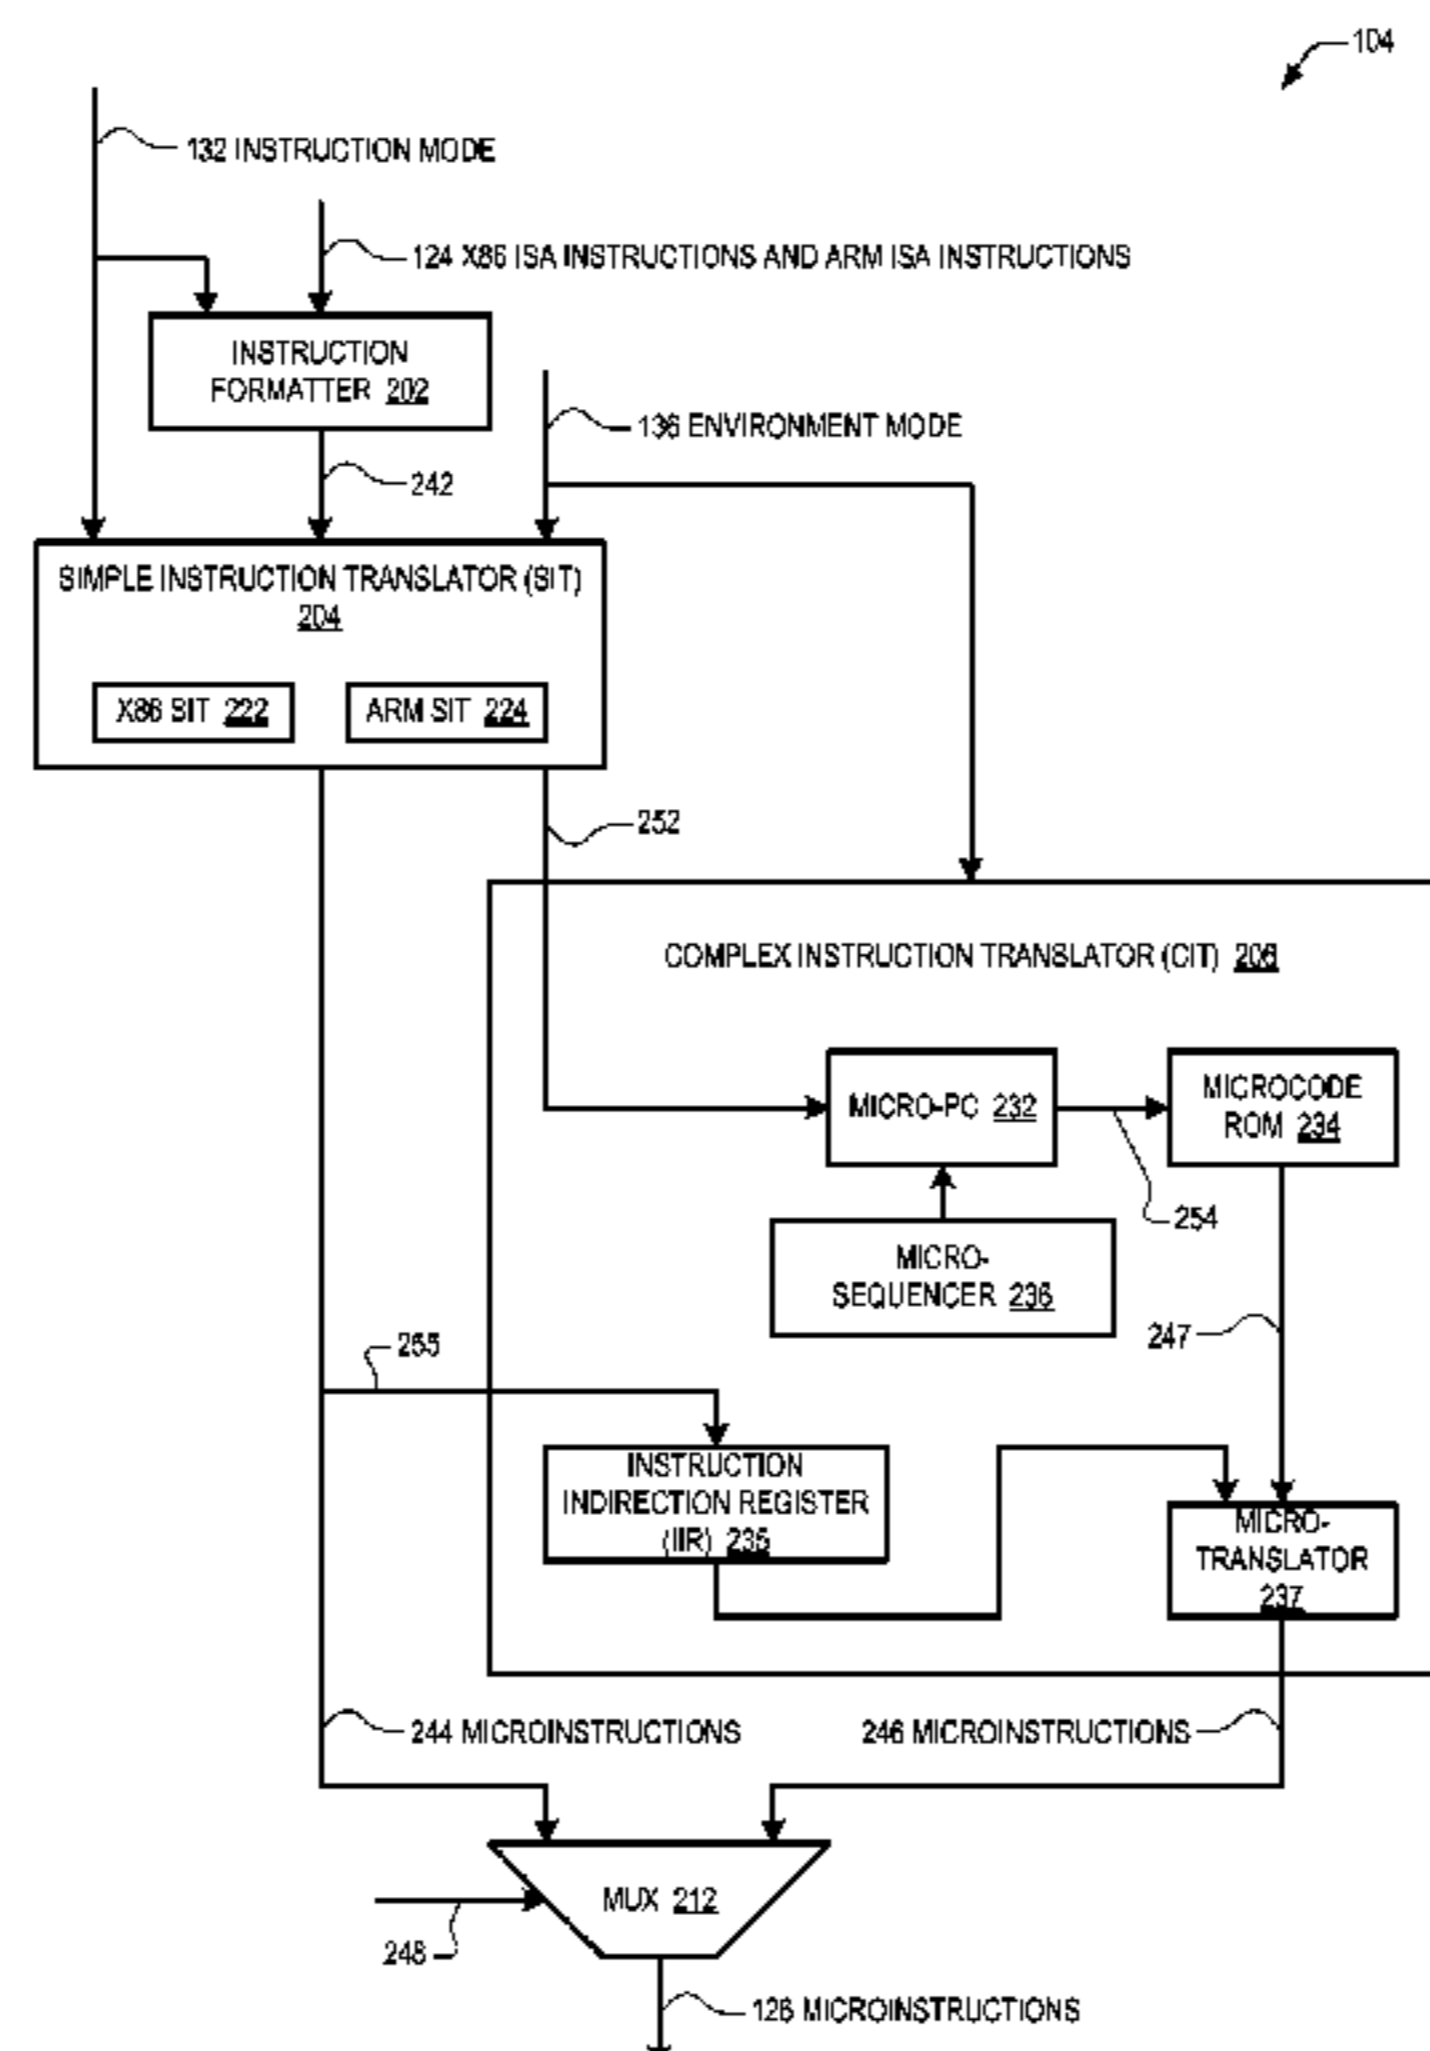 104
132 INSTRUCTION MODE
124 X86 ISA INSTRUCTIONS AND ARM ISA INSTRUCTIONS
INSTRUCTION
FORMATTER 202
136 ENVIRONMENT MODE
242
SIMPLE INSTRUCTION TRANSLATOR (SIT)
204
X86 SIT 222
ARM SIT 224
252
COMPLEX INSTRUCTION TRANSLATOR (CIT) 206
MICRO-PC 232
MICROCODE
ROM 234
254
MICRO-
SEQUENCER 236
247
255
INSTRUCTION
INDIRECTION REGISTER
(IIR) 235
MICRO-
TRANSLATOR
237
244 MICROINSTRUCTIONS
246 MICROINSTRUCTIONS
MUX 212
248
126 MICROINSTRUCTIONS